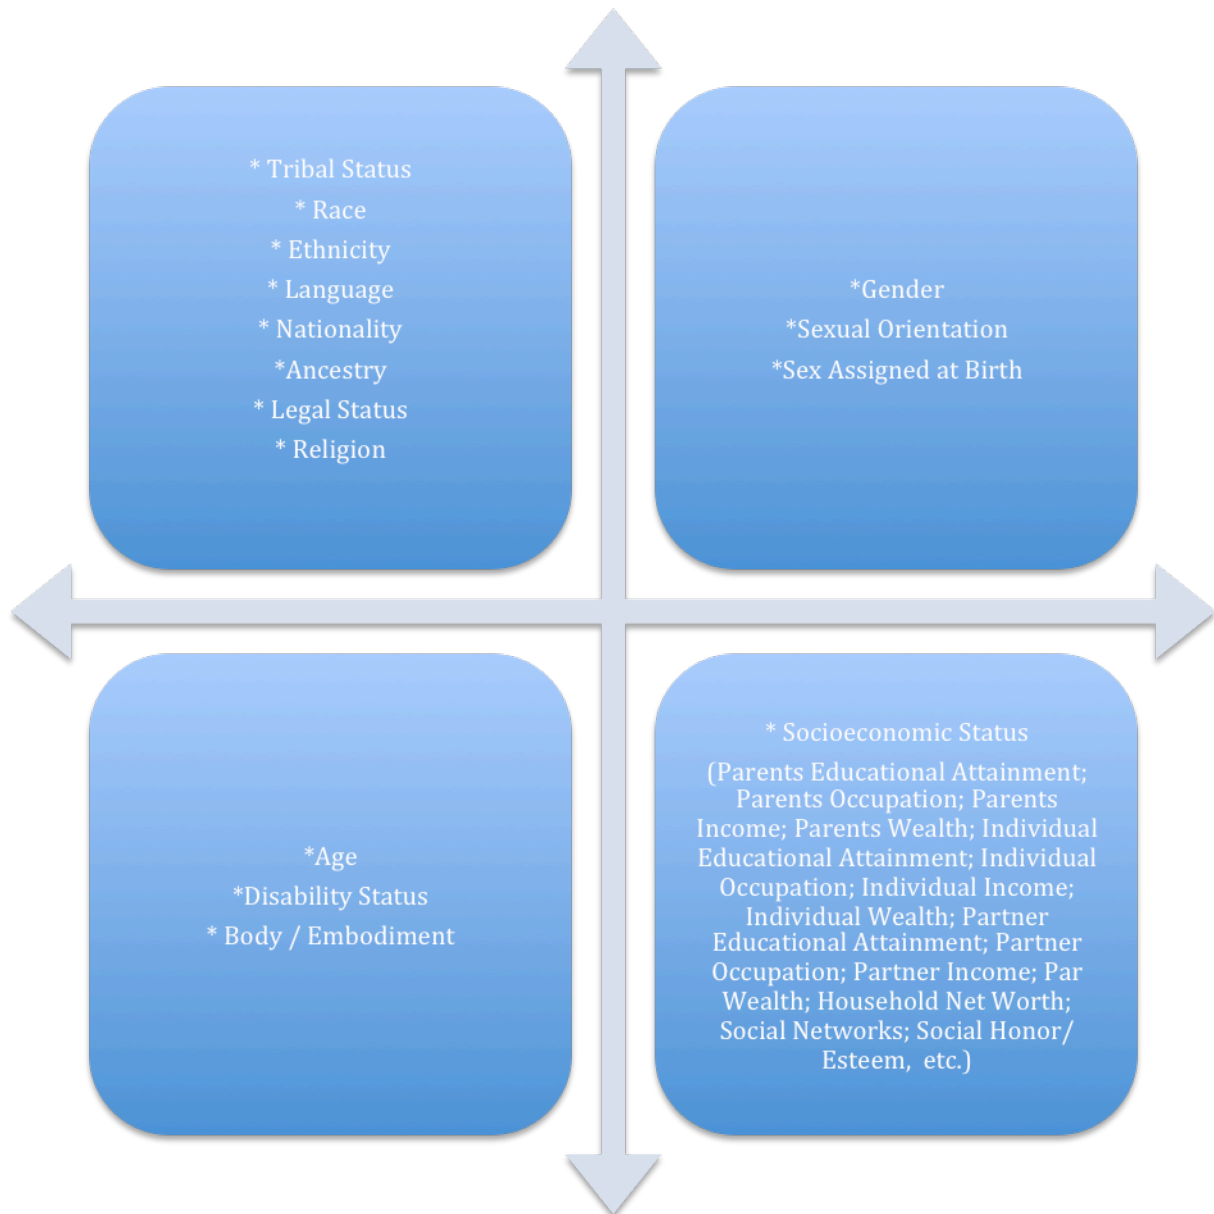 * Tribal Status
* Race
* Ethnicity
* Language
* Nationality
*Ancestry
* Legal Status
* Religion
*Gender
*Sexual Orientation
*Sex Assigned at Birth
*Age
*Disability Status
* Body / Embodiment
* Socioeconomic Status
(Parents Educational Attainment;
Parents Occupation; Parents
Income; Parents Wealth; Individual
Educational Attainment; Individual
Occupation; Individual Income;
Individual Wealth; Partner
Educational Attainment; Partner
Occupation; Partner Income; Par
Wealth; Household Net Worth;
Social Networks; Social Honor/
Esteem, etc.)